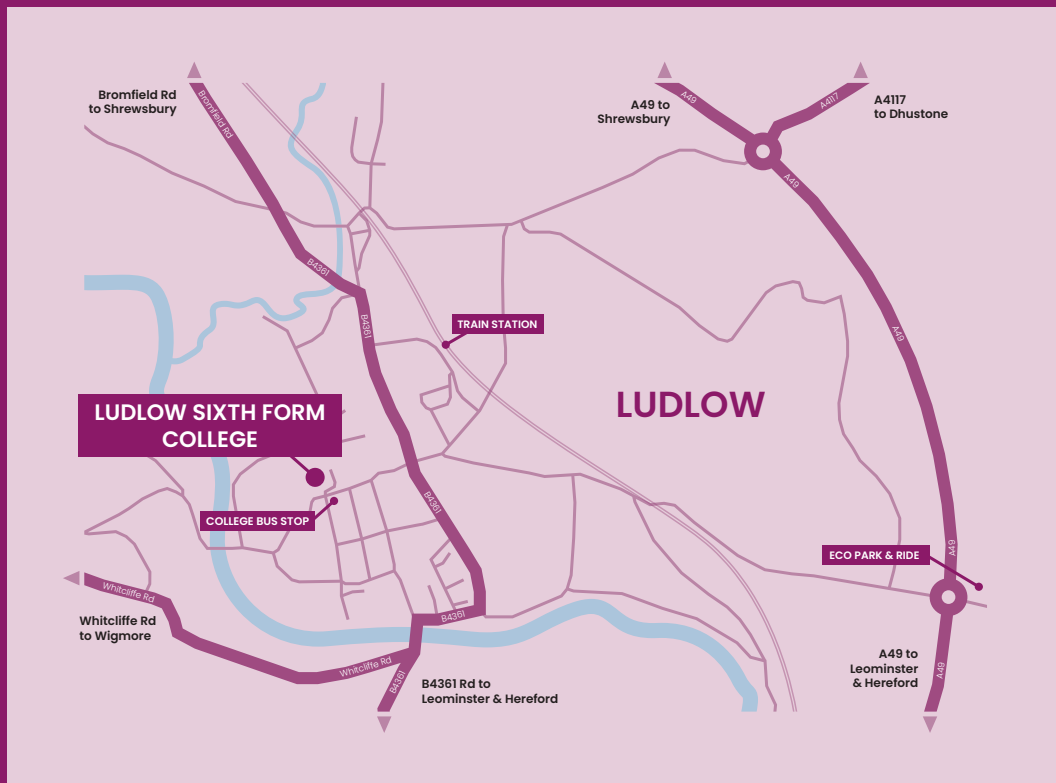 Bromfield Rd
to Shrewsbury
Bromfield Rd
A49 to
Shrewsbury
A49
A4117
A4117
to Dhustone
A49
B4361
B4361
TRAIN STATION
A49
LUDLOW
LUDLOW SIXTH FORM
COLLEGE
B4361
COLLEGE BUS STOP
A49
ECO PARK & RIDE
Whitcliffe Rd
Whitcliffe Rd
to Wigmore
B4361
Whitcliffe Rd
B4361
B4361 Rd to
Leominster & Hereford
A49 to
Leominster
& Hereford
A49